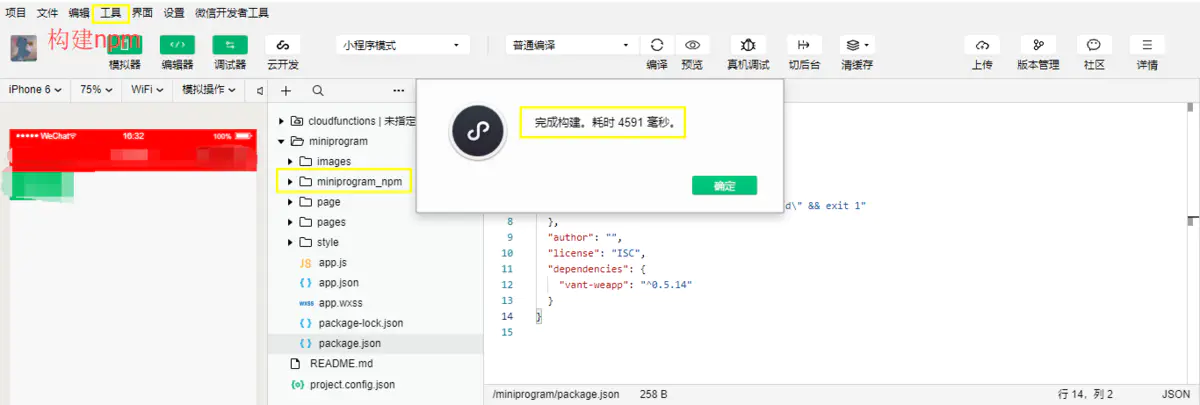 项目 文件 编辑 工具 界面 设置 微信开发者工具
构建npm
模拟器 编辑器 调试器 云开发 小程序模式 普通编译 编译 预览 真机调试 切后台 清缓存 上传 版本管理 社区 详情
iPhone 6 75% WiFi 模拟操作
WeChat 16:32 100%
cloudfunctions | 未指定
miniprogram
images
miniprogram_npm
page
pages
style
JS app.js
{ } app.json
wxss app.wxss
{ } package-lock.json
{ } package.json
README.md
{o} project.config.json
完成构建。耗时 4591 毫秒。
确定
d\" && exit 1"
8 },
9 "author": "",
10 "license": "ISC",
11 "dependencies": {
12 "vant-weapp": "^0.5.14"
13 }
14 }
15
/miniprogram/package.json 258 B 行 14，列 2 JSON